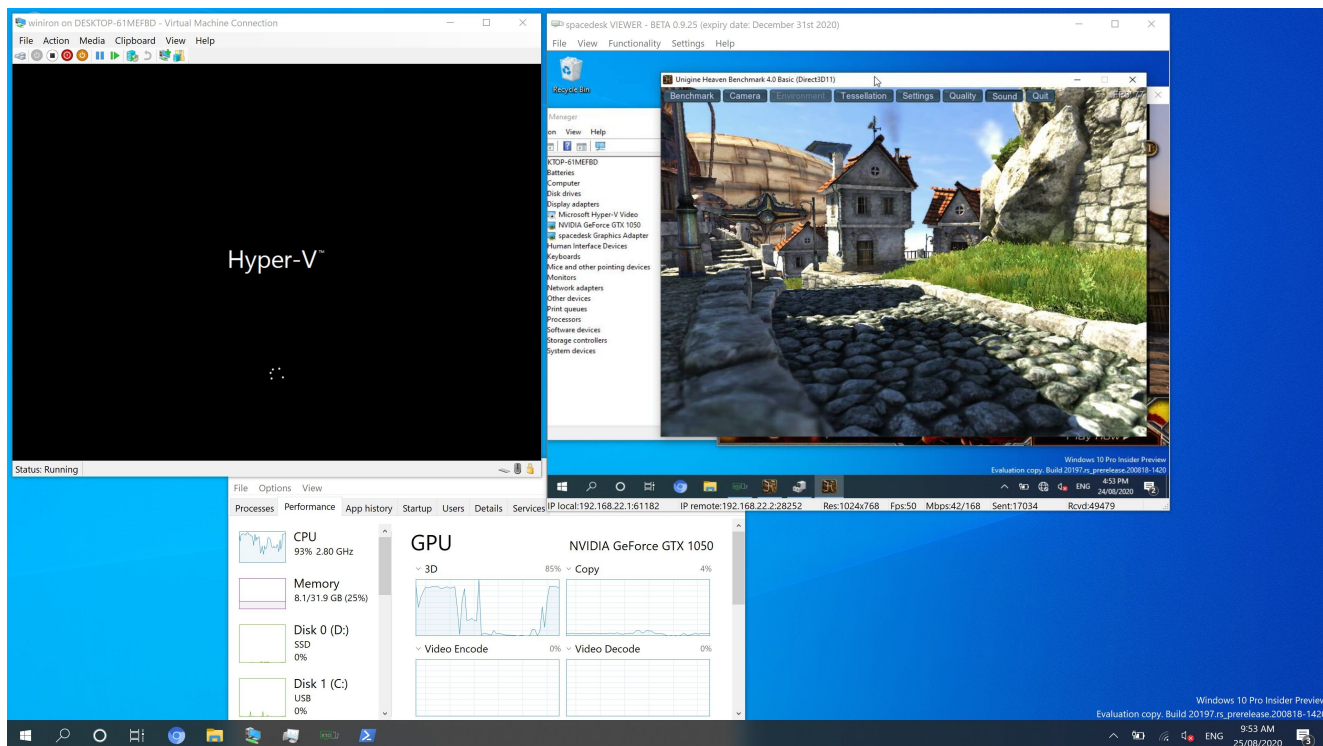 winiron on DESKTOP-61MEFBD - Virtual Machine Connection
File Action Media Clipboard View Help
Hyper-V™
Status: Running
spacedesk VIEWER - BETA 0.9.25 (expiry date: December 31st 2020)
File View Functionality Settings Help
Recycle Bin
Manager
on View Help
KTOP-61MEFBD
Batteries
Computer
Disk drives
Display adapters
Microsoft Hyper-V Video
NVIDIA GeForce GTX 1050
spacedesk Graphics Adapter
Human Interface Devices
Keyboards
Mice and other pointing devices
Monitors
Network adapters
Other devices
Print queues
Processors
Software devices
Storage controllers
System devices
Unigine Heaven Benchmark 4.0 Basic (Direct3D11)
Benchmark Camera Environment Tessellation Settings Quality Sound Quit
Play Now
Windows 10 Pro Insider Preview
Evaluation copy. Build 20197.rs_prerelease.200818-1420
ENG
4:53 PM
24/08/2020
2
IP local:192.168.22.1:61182 IP remote:192.168.22.2:28252 Res:1024x768 Fps:50 Mbps:42/168 Sent:17034 Rcvd:49479
File Options View
Processes Performance App history Startup Users Details Services
CPU
93% 2.80 GHz
Memory
8.1/31.9 GB (25%)
Disk 0 (D:)
SSD
0%
Disk 1 (C:)
USB
0%
GPU
NVIDIA GeForce GTX 1050
3D 85% Copy 4%
Video Encode 0% Video Decode 0%
Windows 10 Pro Insider Preview
Evaluation copy. Build 20197.rs_prerelease.200818-142
ENG
9:53 AM
25/08/2020
3